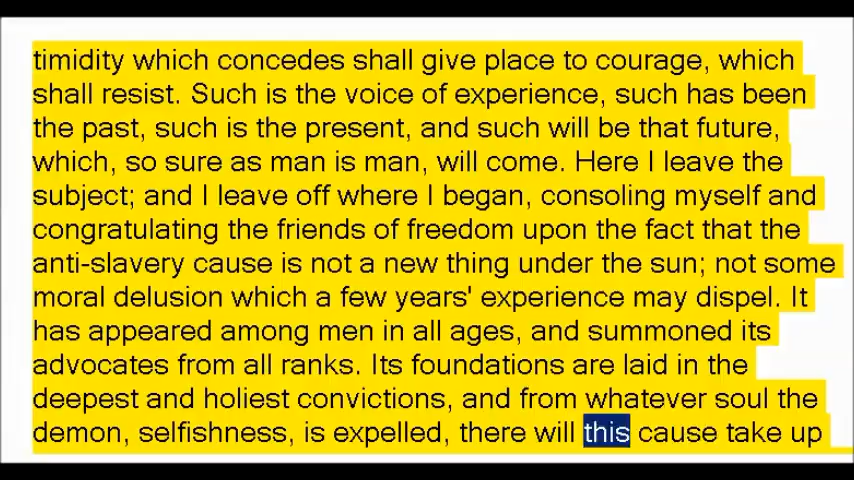 timidity which concedes shall give place to courage, which
shall resist. Such is the voice of experience, such has been
the past, such is the present, and such will be that future,
which, so sure as man is man, will come. Here I leave the
subject; and I leave off where I began, consoling myself and
congratulating the friends of freedom upon the fact that the
anti-slavery cause is not a new thing under the sun; not some
moral delusion which a few years' experience may dispel. It
has appeared among men in all ages, and summoned its
advocates from all ranks. Its foundations are laid in the
deepest and holiest convictions, and from whatever soul the
demon, selfishness, is expelled, there will this cause take up